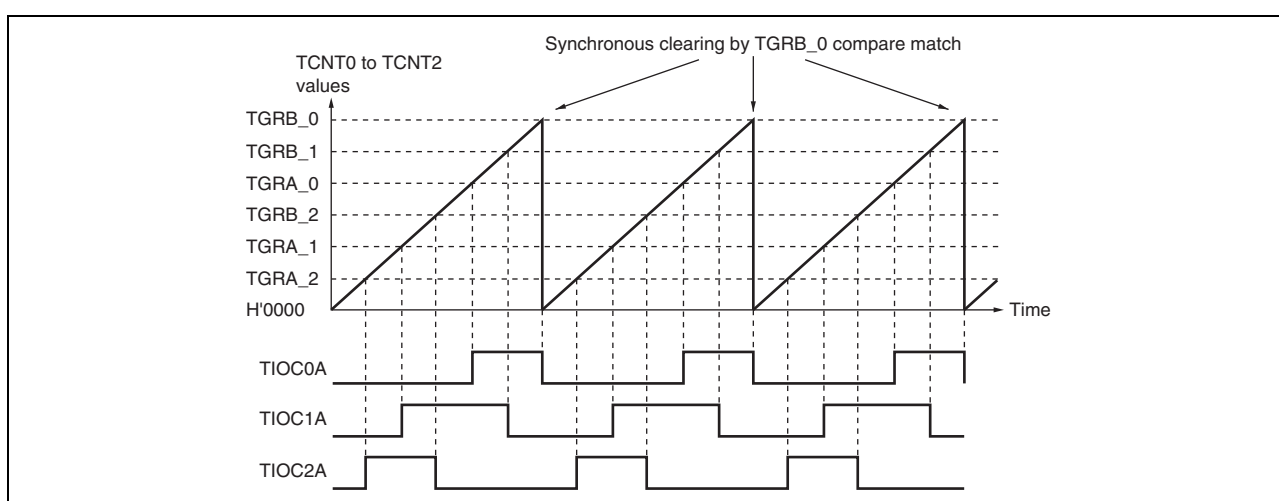 Synchronous clearing by TGRB_0 compare match
TCNT0 to TCNT2
values
TGRB_0
TGRB_1
TGRA_0
TGRB_2
TGRA_1
TGRA_2
H'0000
Time
TIOC0A
TIOC1A
TIOC2A